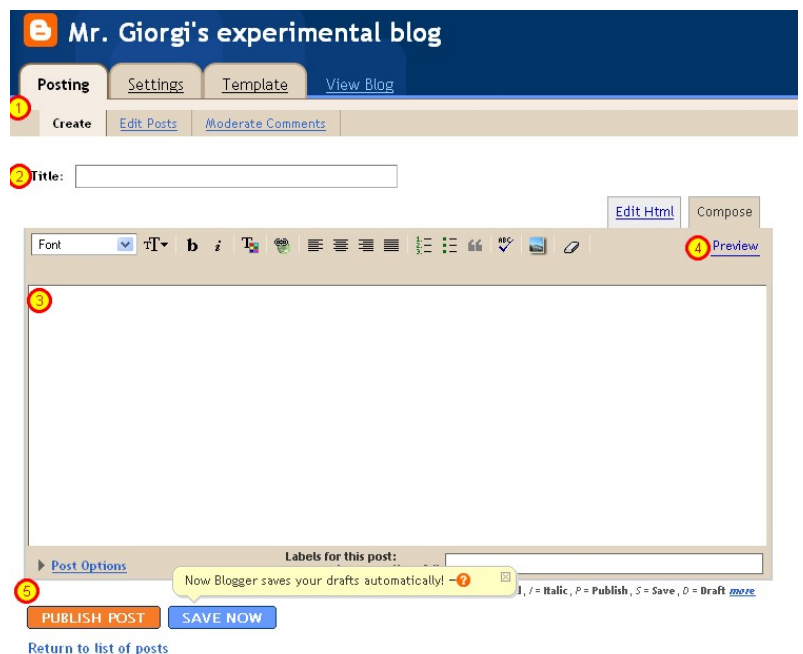 Mr. Giorgi's experimental blog
Posting Settings Template View Blog
1
Create Edit Posts Moderate Comments
2 Title:
Edit Html Compose
Font TT b i T ABC 4 Preview
3
Post Options Labels for this post:
Now Blogger saves your drafts automatically! – ?
5 I = Italic, P = Publish, S = Save, D = Draft more
PUBLISH POST SAVE NOW
Return to list of posts